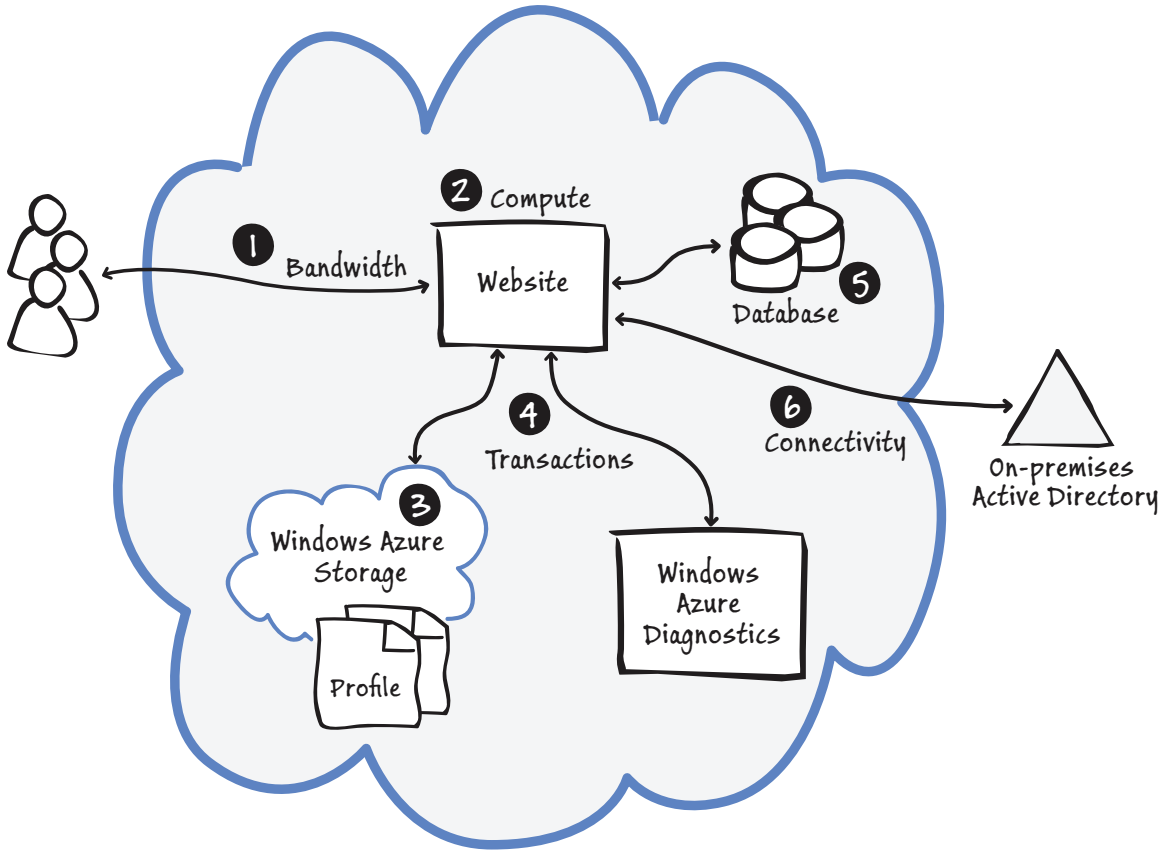 2 Compute
1 Bandwidth
Website
5
Database
6
Connectivity
4
Transactions
On-premises
Active Directory
3
Windows Azure
Storage
Profile
Windows
Azure
Diagnostics